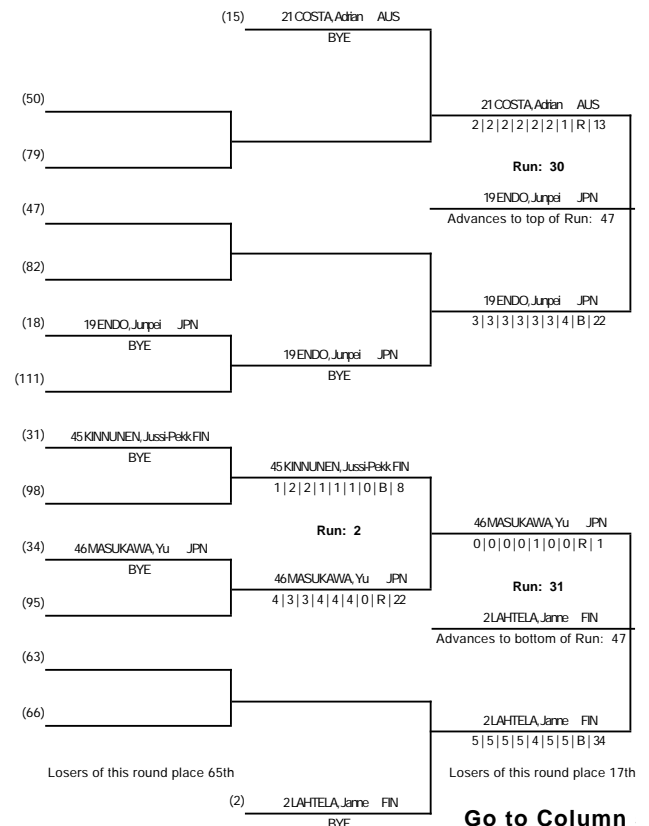 (15) 21 COSTA, Adrian AUS
BYE
(50)
21 COSTA, Adrian AUS
2 | 2 | 2 | 2 | 2 | 2 | 1 | R | 13
(79)
Run: 30
19 ENDO, Junpei JPN
Advances to top of Run: 47
(47)
(82)
19 ENDO, Junpei JPN
3 | 3 | 3 | 3 | 3 | 3 | 4 | B | 22
(18) 19 ENDO, Junpei JPN
BYE
19 ENDO, Junpei JPN
BYE
(111)
(31) 45 KINNUNEN, Jussi-Pekk FIN
BYE
45 KINNUNEN, Jussi-Pekk FIN
1 | 2 | 2 | 1 | 1 | 1 | 0 | B | 8
(98)
Run: 2
46 MASUKAWA, Yu JPN
0 | 0 | 0 | 0 | 1 | 0 | 0 | R | 1
(34) 46 MASUKAWA, Yu JPN
BYE
46 MASUKAWA, Yu JPN
4 | 3 | 3 | 4 | 4 | 4 | 0 | R | 22
Run: 31
(95)
2 LAHTELA, Janne FIN
Advances to bottom of Run: 47
(63)
(66)
2 LAHTELA, Janne FIN
5 | 5 | 5 | 5 | 4 | 5 | 5 | B | 34
Losers of this round place 65th
Losers of this round place 17th
(2) 2 LAHTELA, Janne FIN
BYE
Go to Column